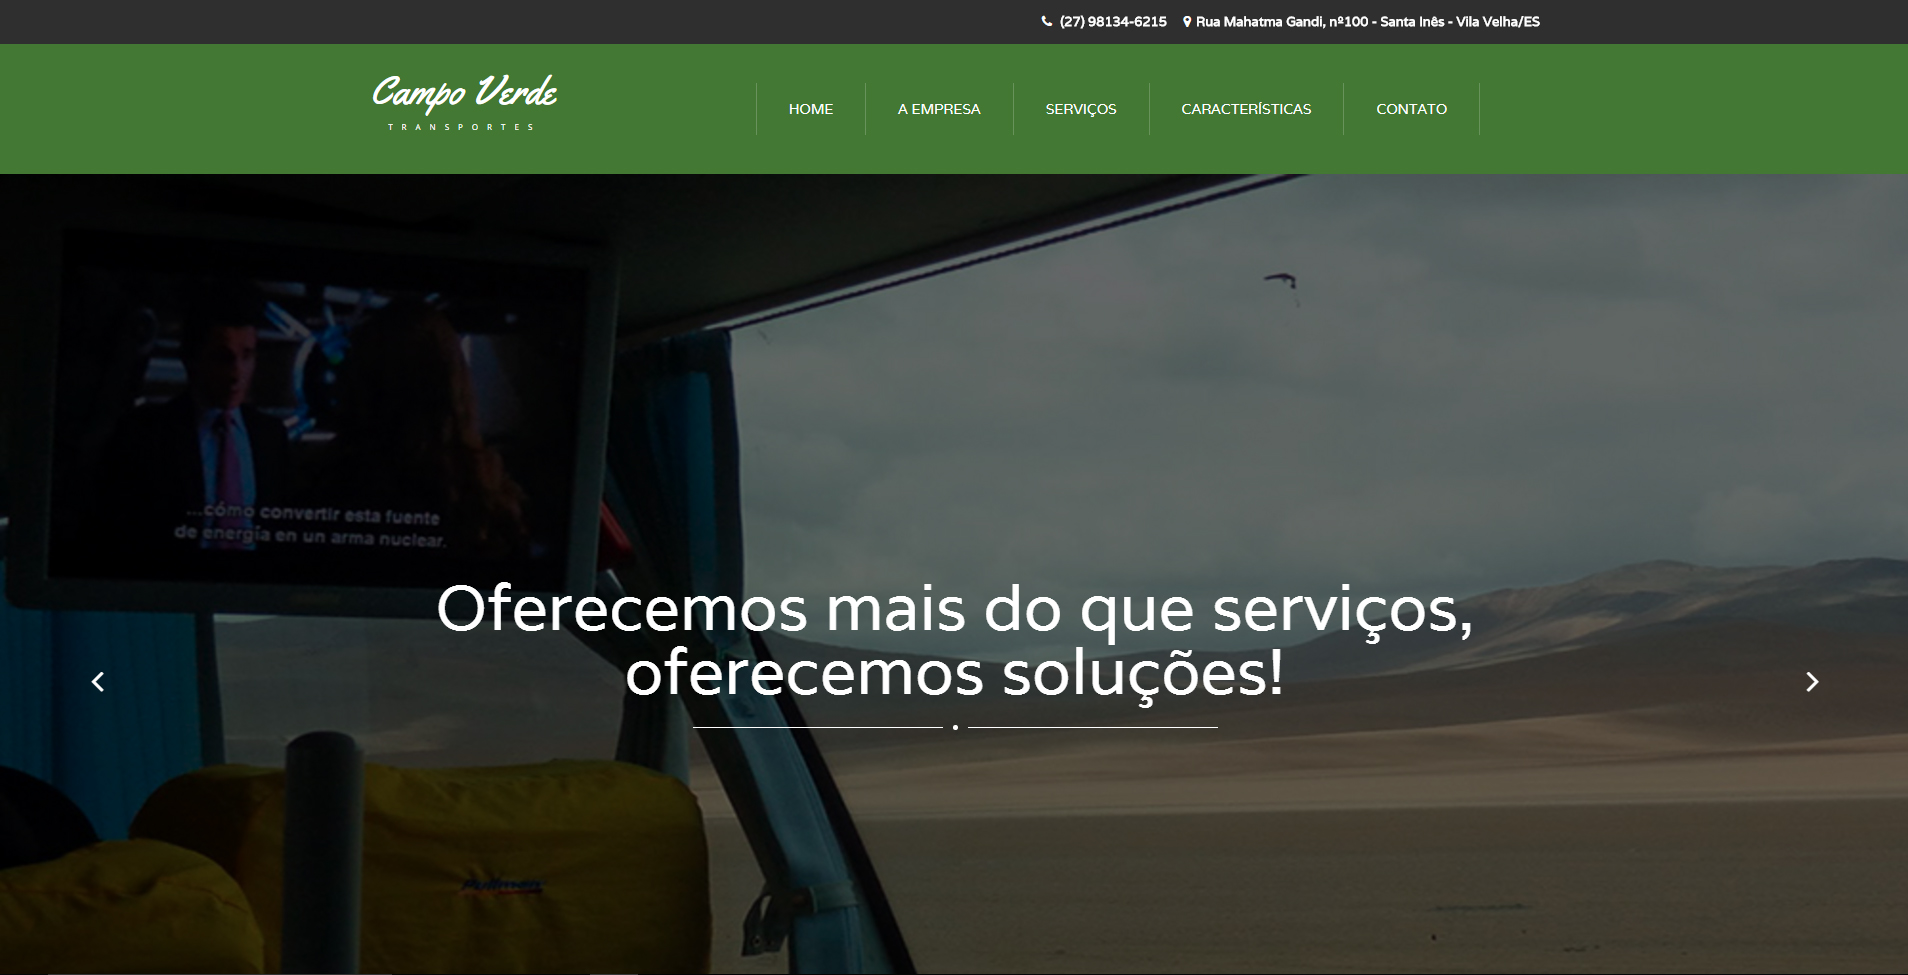 (27) 98134-6215 Rua Mahatma Gandi, nº100 - Santa Inês - Vila Velha/ES
Campo Verde
TRANSPORTES
HOME
A EMPRESA
SERVIÇOS
CARACTERÍSTICAS
CONTATO
...cómo convertir esta fuente
de energía en un arma nuclear.
Oferecemos mais do que serviços,
oferecemos soluções!
Pullman